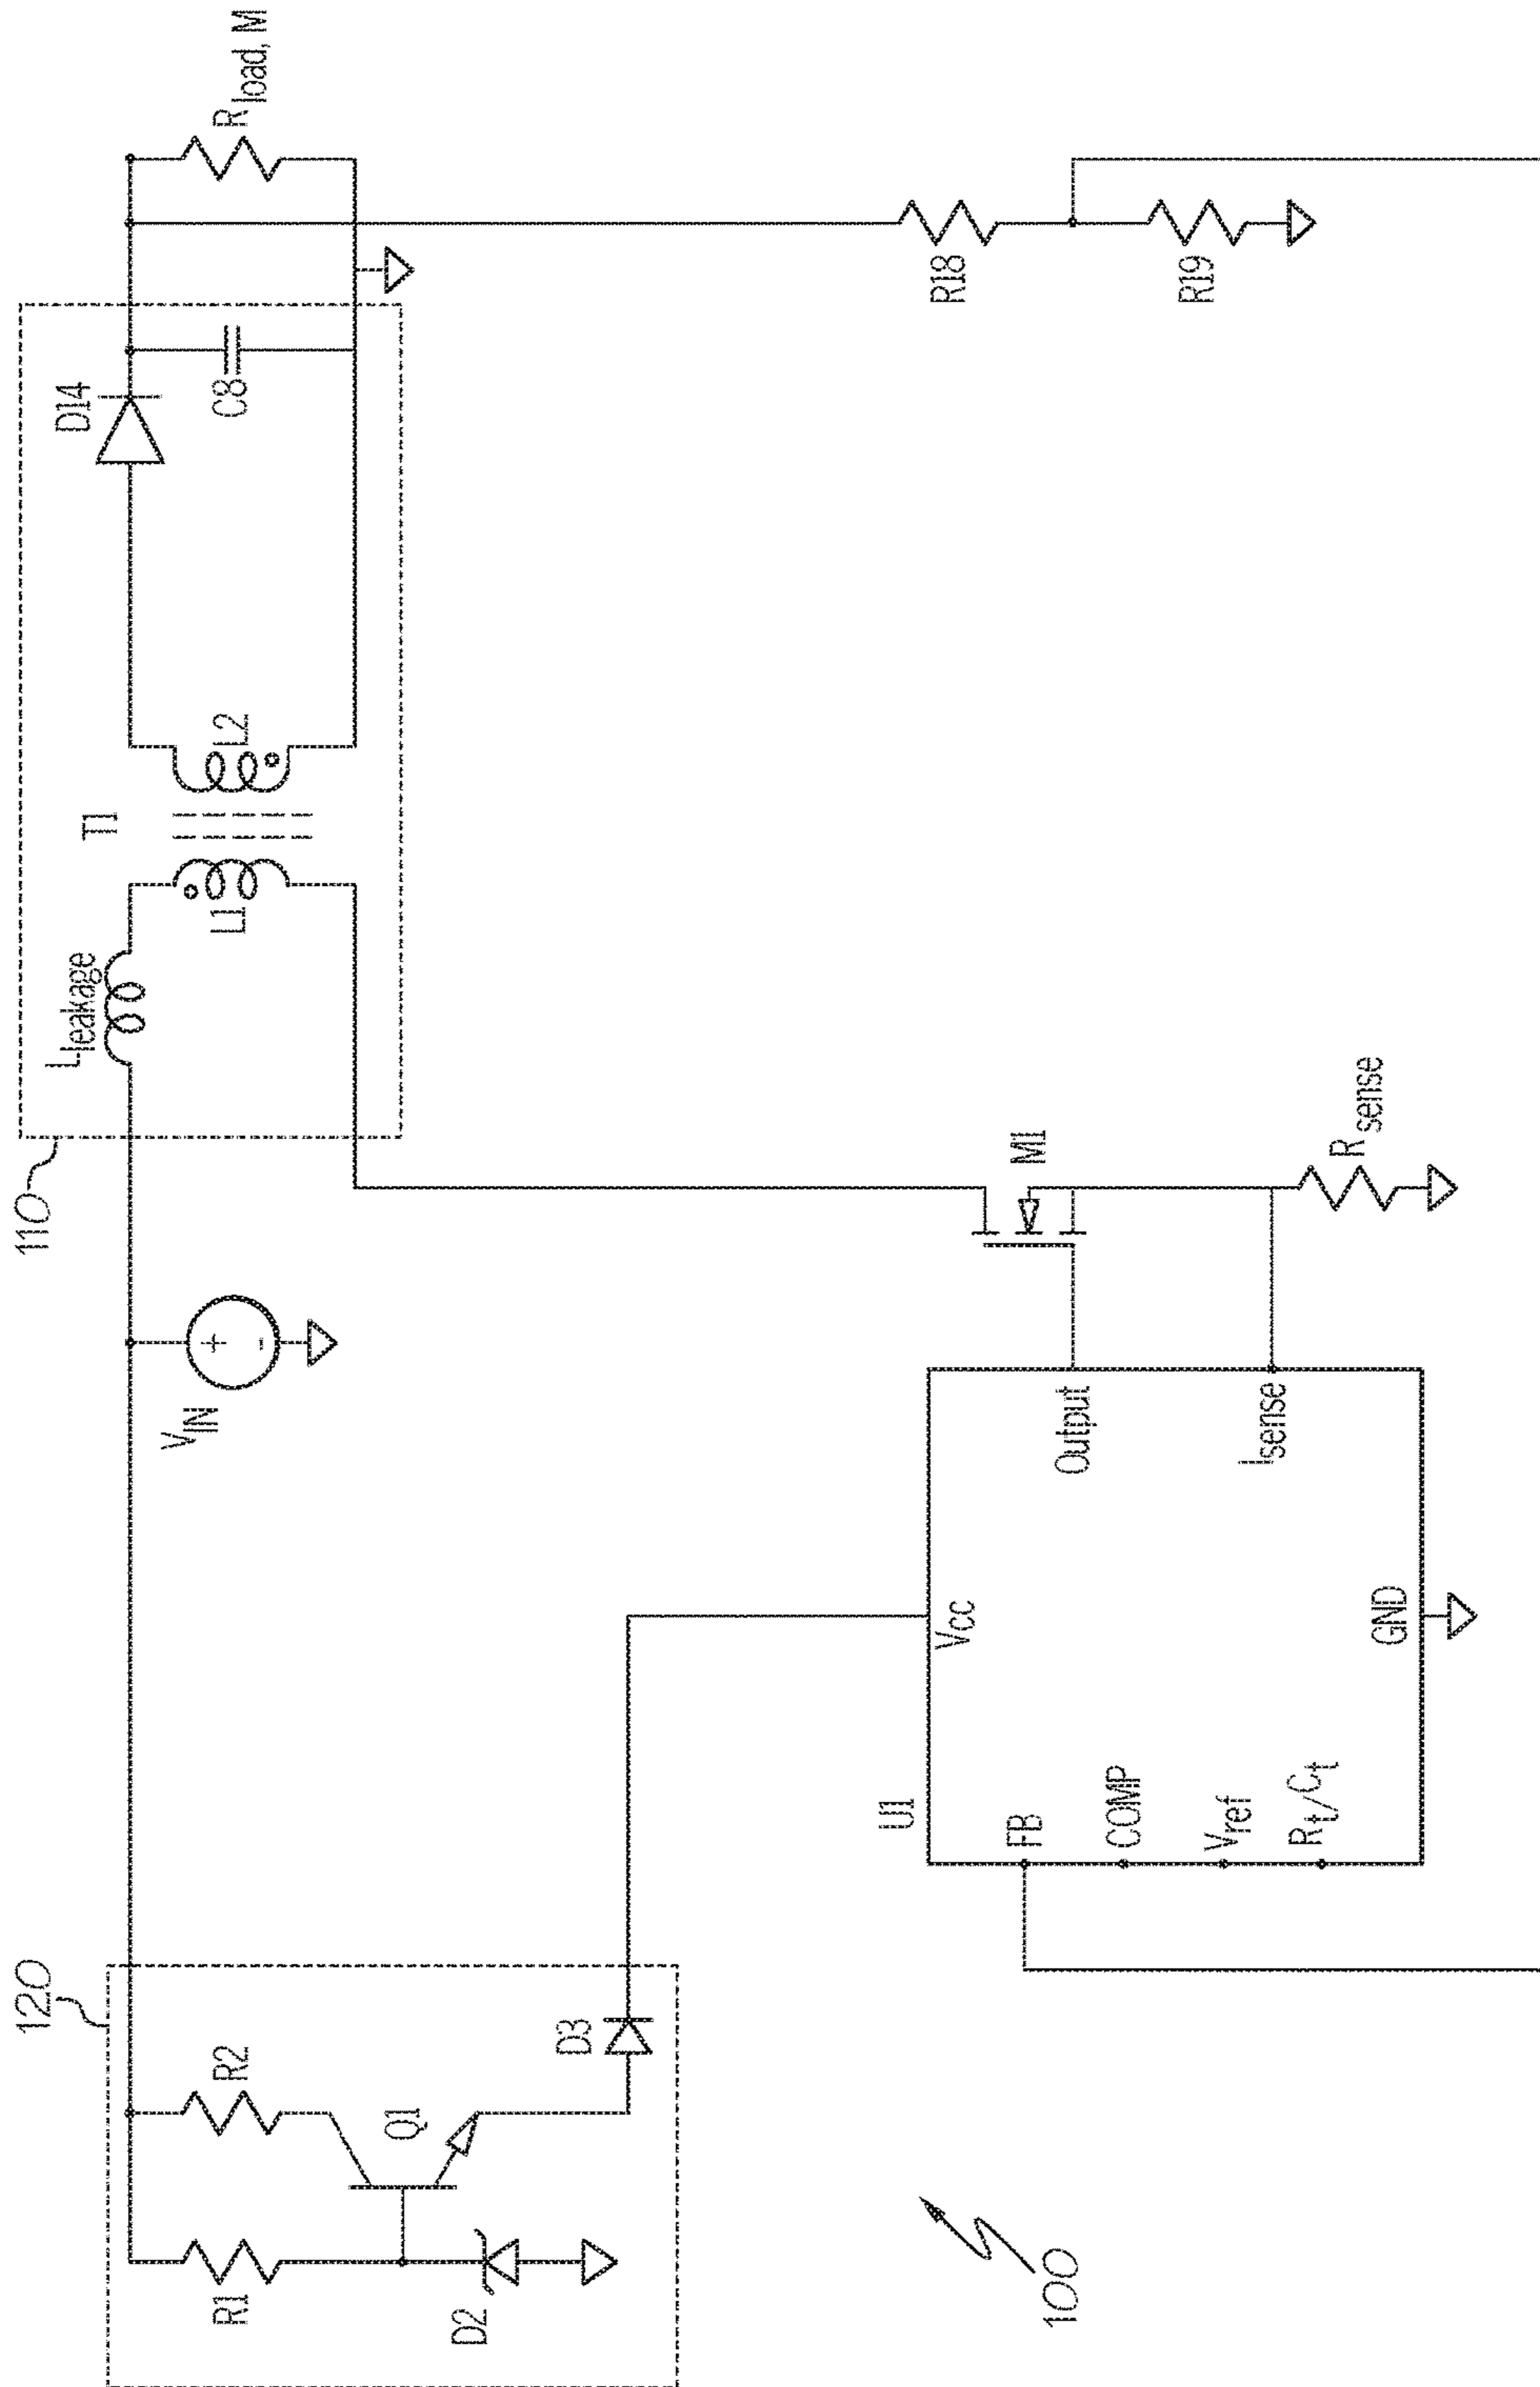 110
L leakage
T1
L1
L2
D14
C8
R load, M
120
R1
R2
Q1
D2
D3
V IN
+
-
M1
R sense
R18
R19
U1
Vcc
FB
COMP
V ref
R t / C t
GND
Output
I sense
100